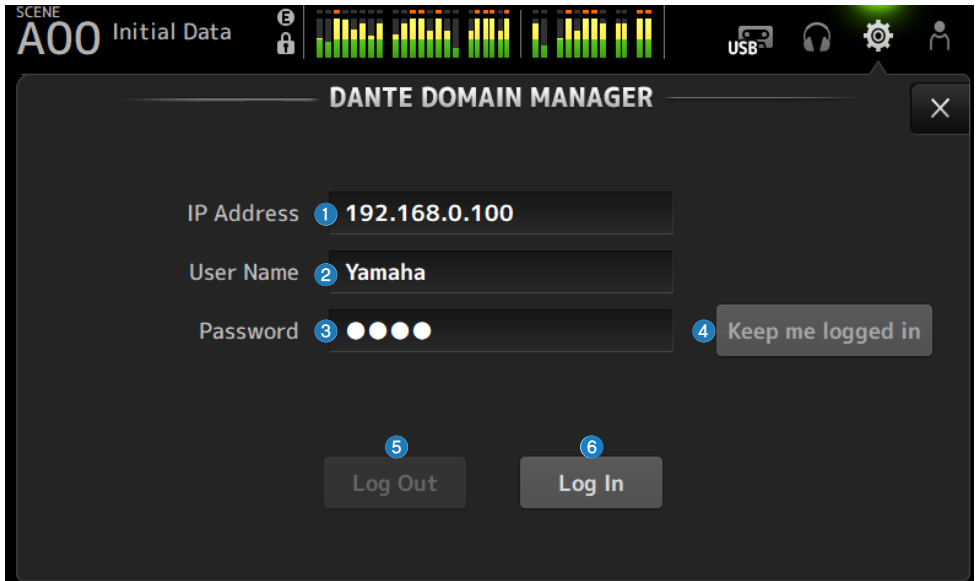 SCENE
A00 Initial Data
E
USB
DANTE DOMAIN MANAGER
IP Address 1 192.168.0.100
User Name 2 Yamaha
Password 3 ●●●●
4 Keep me logged in
5 6
Log Out Log In